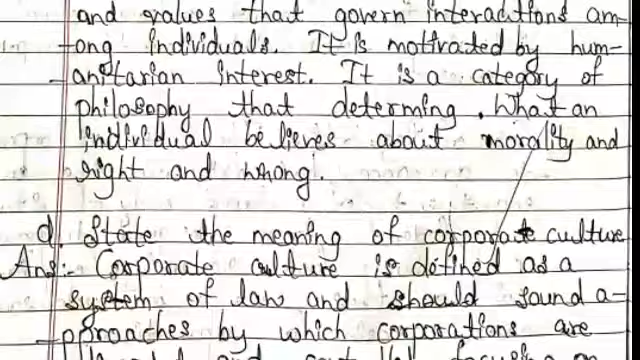 and values that govern interactions am-
-ong individuals. It is motivated by hum-
-anitarian interest. It is a category of
philosophy that determing. What an
individual believes about morality and
right and wrong.
d. State the meaning of corporate culture
Ans:- Corporate culture is defined as a
system of law and should sound a-
-pproaches by which corporations are